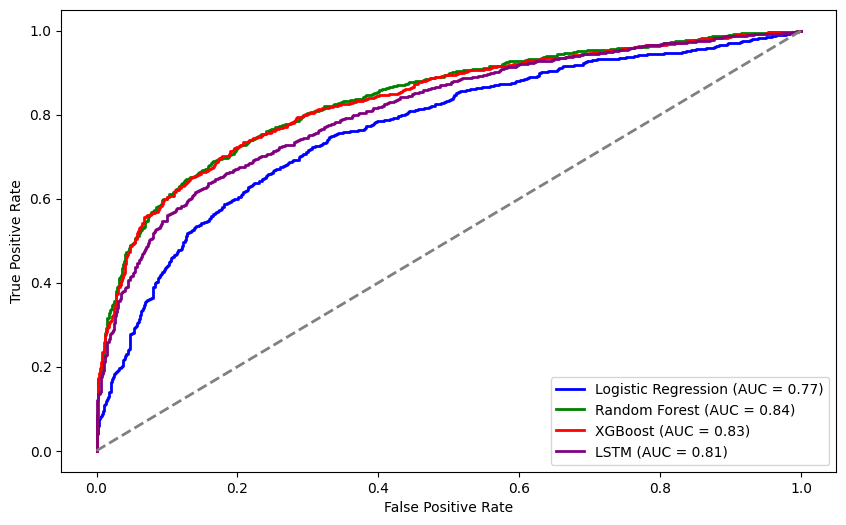 1.0
0.8
0.6
0.4
0.2
0.0
True Positive Rate
0.0 0.2 0.4 0.6 0.8 1.0
False Positive Rate
Logistic Regression (AUC = 0.77)
Random Forest (AUC = 0.84)
XGBoost (AUC = 0.83)
LSTM (AUC = 0.81)